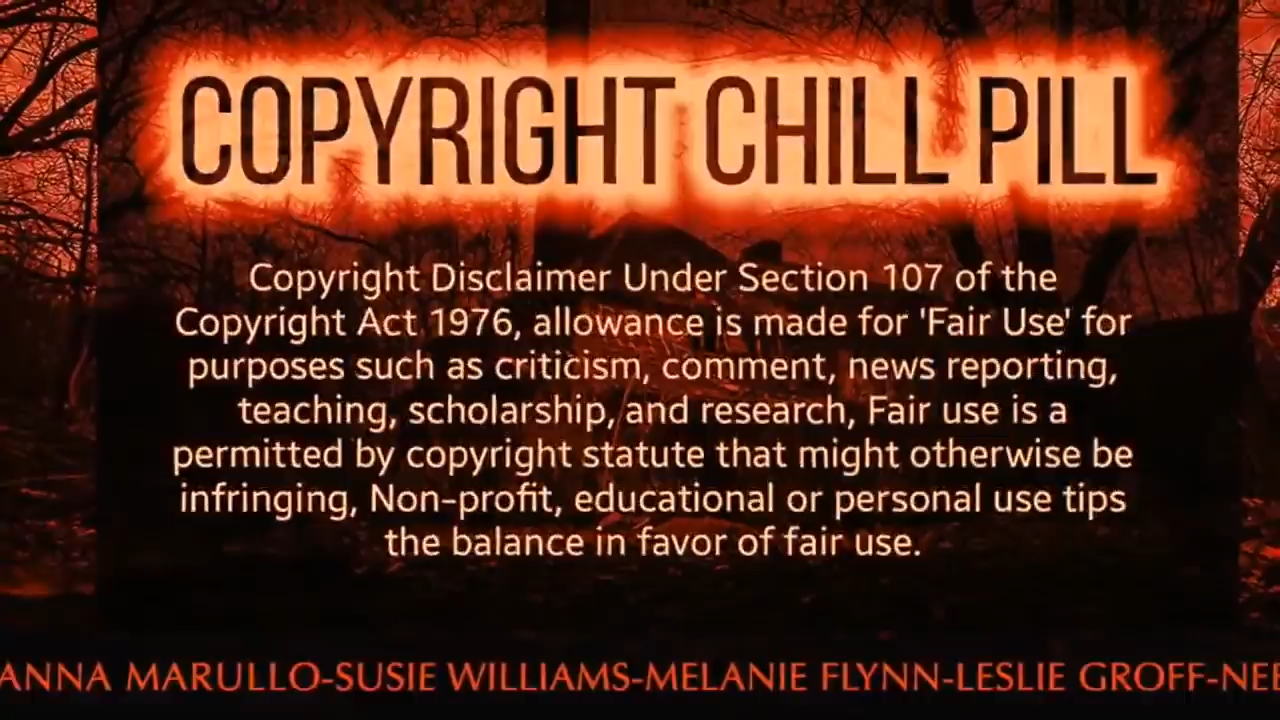 COPYRIGHT CHILL PILL
Copyright Disclaimer Under Section 107 of the
Copyright Act 1976, allowance is made for 'Fair Use' for
purposes such as criticism, comment, news reporting,
teaching, scholarship, and research, Fair use is a
permitted by copyright statute that might otherwise be
infringing, Non-profit, educational or personal use tips
the balance in favor of fair use.
ANNA MARULLO-SUSIE WILLIAMS-MELANIE FLYNN-LESLIE GROFF-